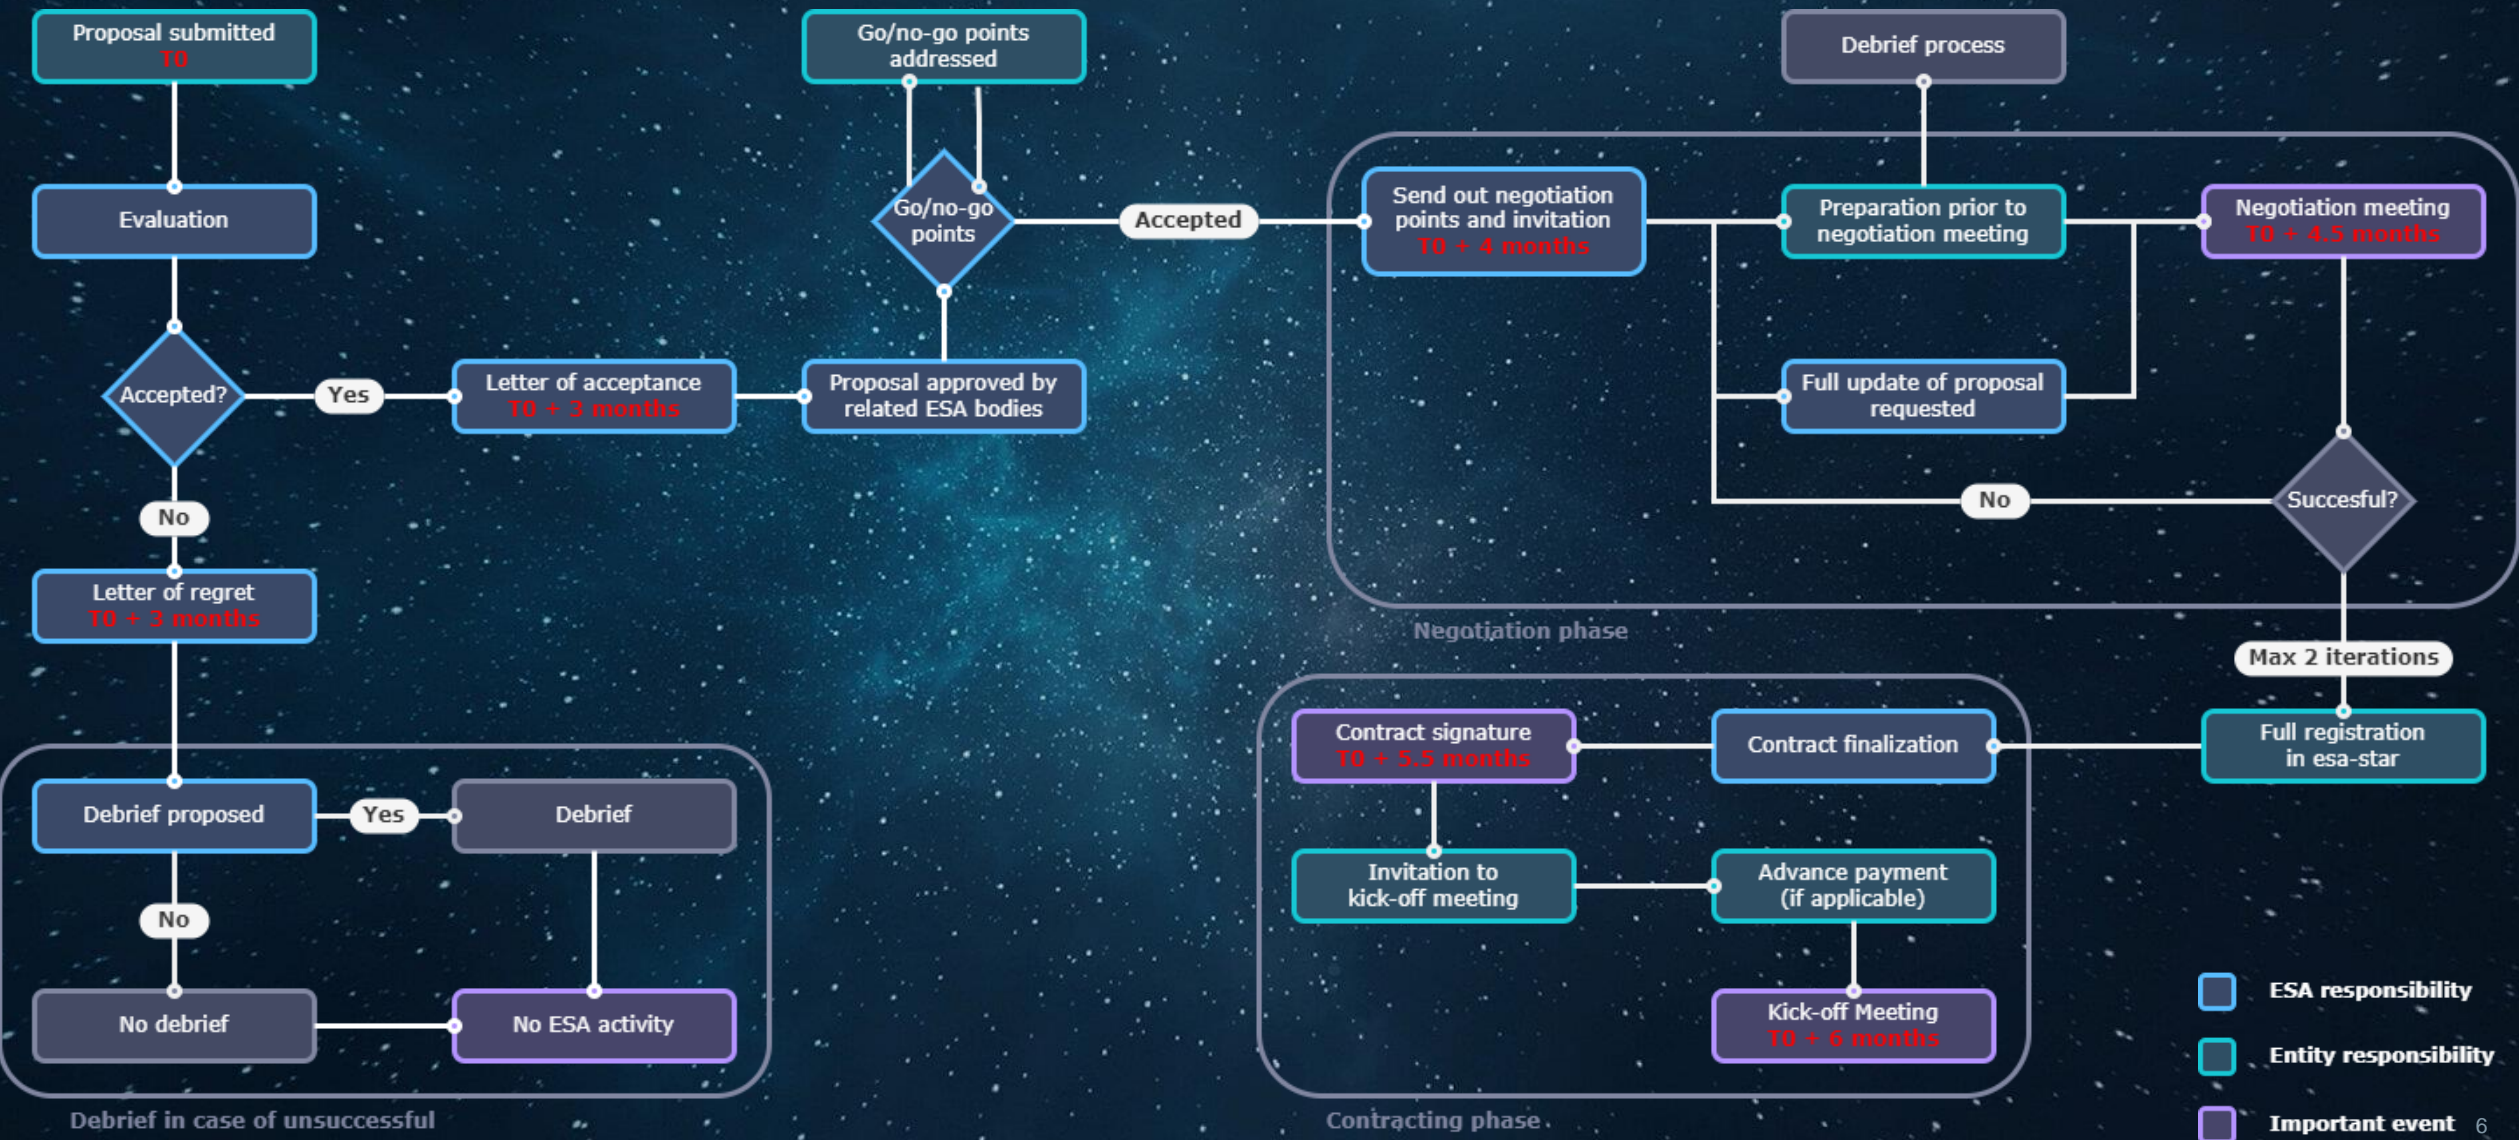 Proposal submitted
T0
Go/no-go points
addressed
Debrief process
Evaluation
Go/no-go
points
Accepted
Send out negotiation
points and invitation
T0 + 4 months
Preparation prior to
negotiation meeting
Negotiation meeting
T0 + 4.5 months
Accepted?
Yes
Letter of acceptance
T0 + 3 months
Proposal approved by
related ESA bodies
Full update of proposal
requested
No
Succesful?
No
Letter of regret
T0 + 3 months
Negotiation phase
Max 2 iterations
Contract signature
T0 + 5.5 months
Contract finalization
Full registration
in esa-star
Debrief proposed
Yes
Debrief
Invitation to
kick-off meeting
Advance payment
(if applicable)
No
No debrief
No ESA activity
Kick-off Meeting
T0 + 6 months
ESA responsibility
Entity responsibility
Debrief in case of unsuccessful
Contracting phase
Important event
6